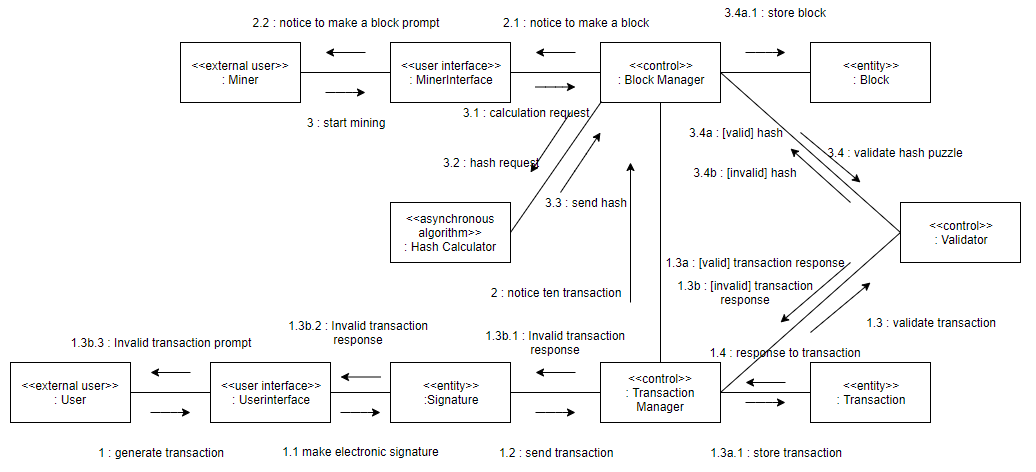 3.4a.1 : store block
2.2 : notice to make a block prompt
2.1 : notice to make a block
<<external user>>
: Miner
<<user interface>>
: MinerInterface
<<control>>
: Block Manager
<<entity>>
: Block
3 : start mining
3.1 : calculation request
3.4a : [valid] hash
3.4 : validate hash puzzle
3.2 : hash request
3.4b : [invalid] hash
3.3 : send hash
<<asynchronous
algorithm>>
: Hash Calculator
<<control>>
: Validator
1.3a : [valid] transaction response
1.3b : [invalid] transaction
response
2 : notice ten transaction
1.3 : validate transaction
1.3b.3 : Invalid transaction prompt
1.3b.2 : Invalid transaction
response
1.3b.1 : Invalid transaction
response
1.4 : response to transaction
<<external user>>
: User
<<user interface>>
: Userinterface
<<entity>>
:Signature
<<control>>
: Transaction
Manager
<<entity>>
: Transaction
1 : generate transaction
1.1 make electronic signature
1.2 : send transaction
1.3a.1 : store transaction